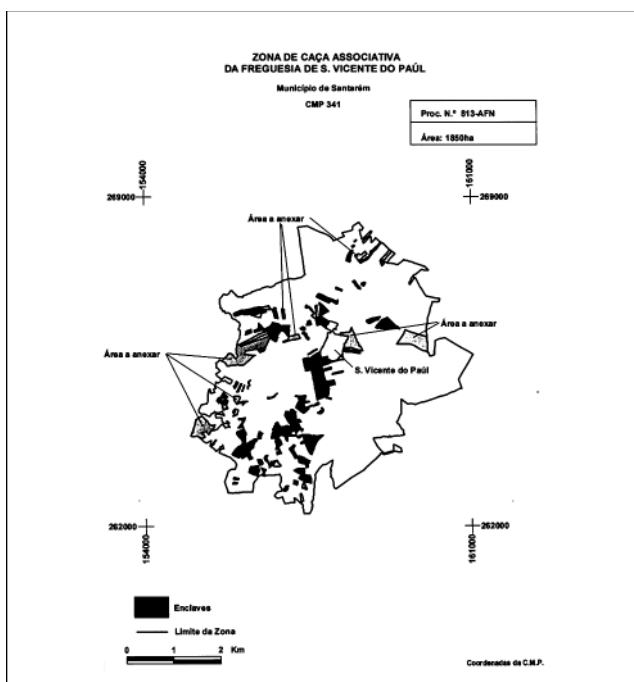 ZONA DE CAÇA ASSOCIATIVA
DA FREGUESIA DE S. VICENTE DO PAÚL
Município de Santarém
CMP 341
Proc. N.º 813-AFN
Área: 1850ha
154000
161000
269000
269000
Área a anexar
Área a anexar
Área a anexar
S. Vicente do Paúl
262000
262000
154000
161000
Enclaves
Limite da Zona
0 1 2 Km
Coordenadas da C.M.P.